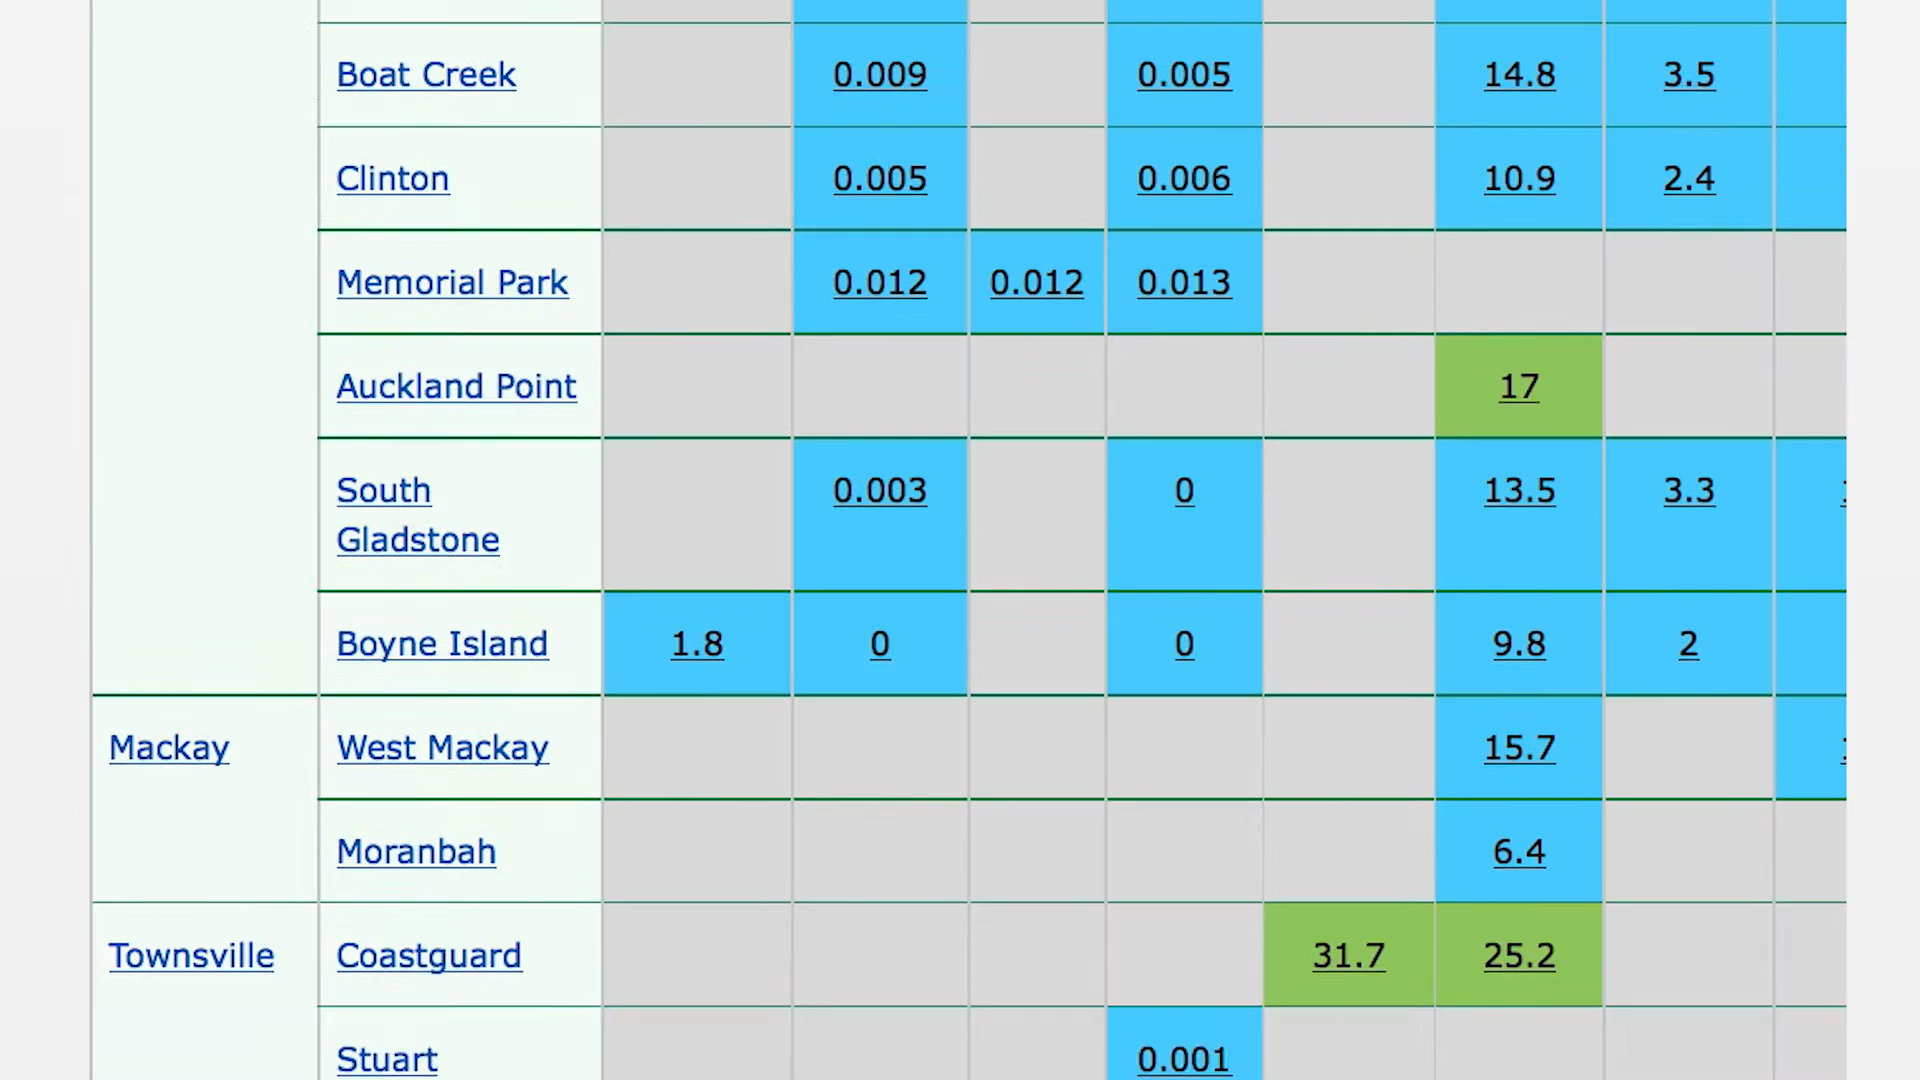 Boat Creek 0.009 0.005 14.8 3.5
Clinton 0.005 0.006 10.9 2.4
Memorial Park 0.012 0.012 0.013
Auckland Point 17
South 0.003 0 13.5 3.3
Gladstone
Boyne Island 1.8 0 0 9.8 2
Mackay West Mackay 15.7
Moranbah 6.4
Townsville Coastguard 31.7 25.2
Stuart 0.001